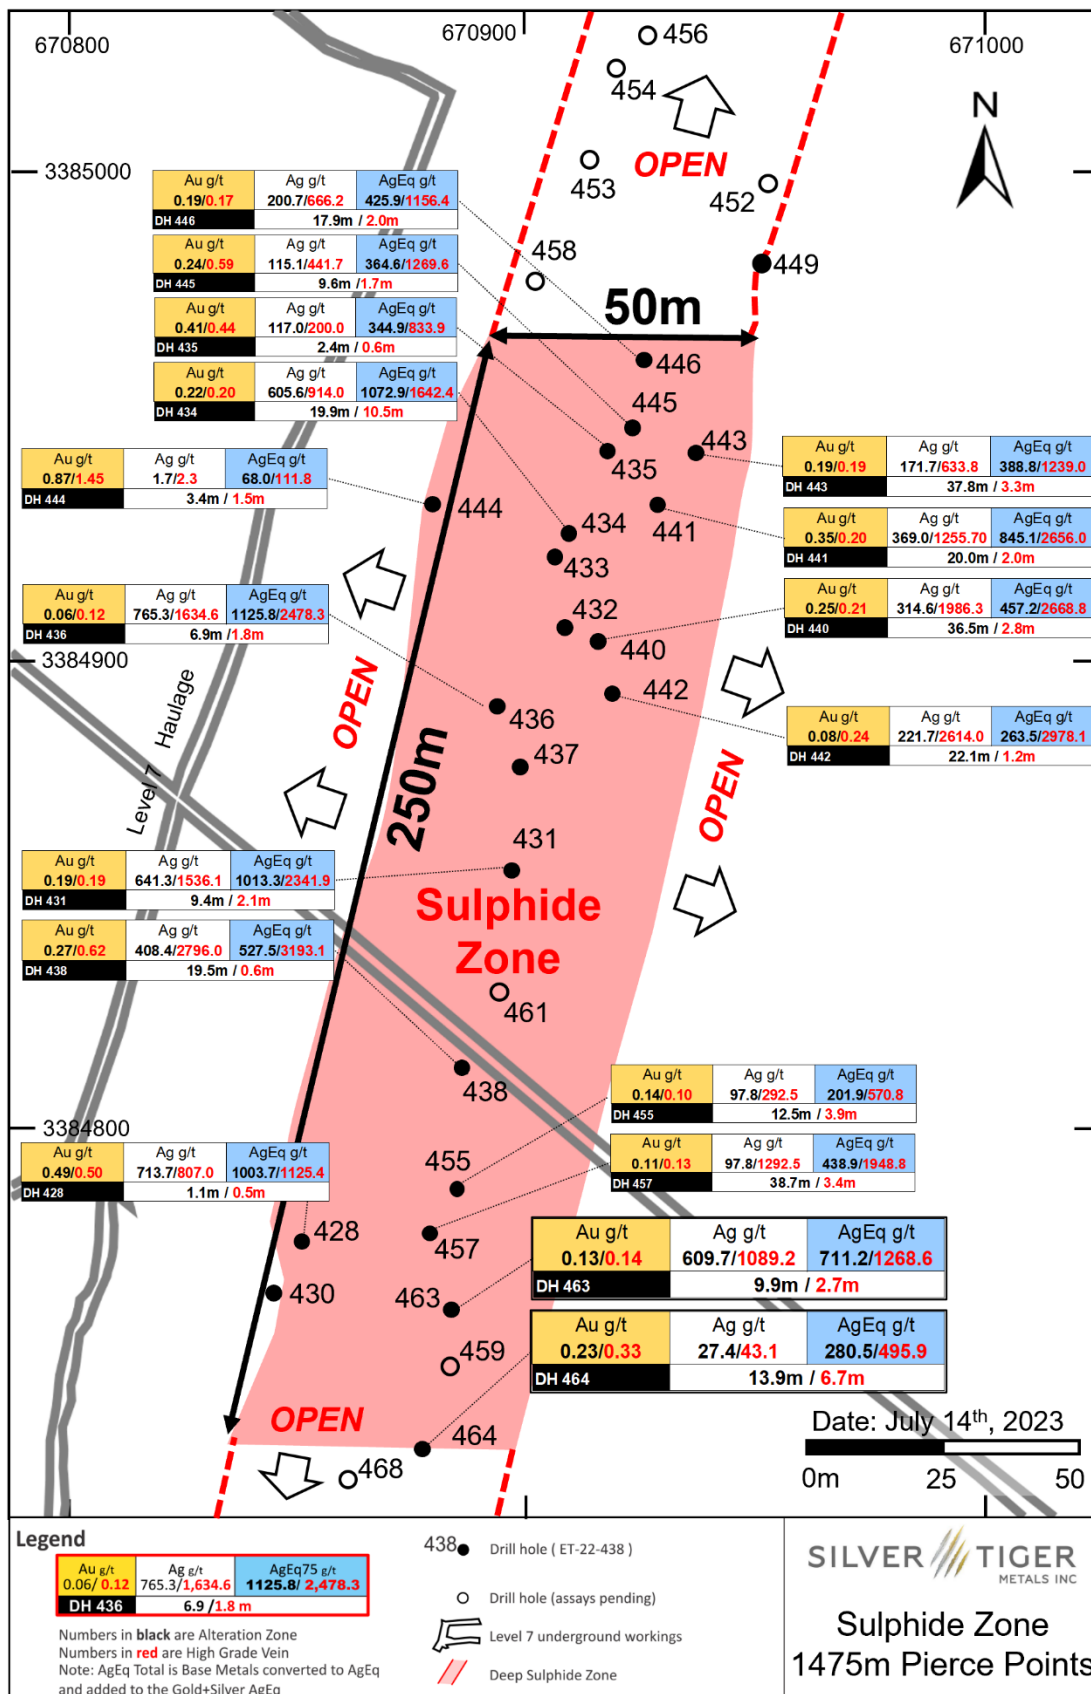 670800
670900
671000
456
454
N
OPEN
3385000
453
452
Au g/t Ag g/t AgEq g/t
0.19/0.17 200.7/666.2 425.9/1156.4
DH 446 17.9m / 2.0m
Au g/t Ag g/t AgEq g/t
0.24/0.59 115.1/441.7 364.6/1269.6
DH 445 9.6m /1.7m
458
449
50m
Au g/t Ag g/t AgEq g/t
0.41/0.44 117.0/200.0 344.9/833.9
DH 435 2.4m / 0.6m
Au g/t Ag g/t AgEq g/t
0.22/0.20 605.6/914.0 1072.9/1642.4
DH 434 19.9m / 10.5m
446
445
443
435
Au g/t Ag g/t AgEq g/t
0.19/0.19 171.7/633.8 388.8/1239.0
DH 443 37.8m / 3.3m
Au g/t Ag g/t AgEq g/t
0.87/1.45 1.7/2.3 68.0/111.8
DH 444 3.4m / 1.5m
444
434
441
Au g/t Ag g/t AgEq g/t
0.35/0.20 369.0/1255.70 845.1/2656.0
DH 441 20.0m / 2.0m
433
Au g/t Ag g/t AgEq g/t
0.06/0.12 765.3/1634.6 1125.8/2478.3
DH 436 6.9m /1.8m
432
440
Au g/t Ag g/t AgEq g/t
0.25/0.21 314.6/1986.3 457.2/2668.8
DH 440 36.5m / 2.8m
3384900
442
436
OPEN
Au g/t Ag g/t AgEq g/t
0.08/0.24 221.7/2614.0 263.5/2978.1
DH 442 22.1m / 1.2m
437
Level 7 Haulage
250m
OPEN
431
Au g/t Ag g/t AgEq g/t
0.19/0.19 641.3/1536.1 1013.3/2341.9
DH 431 9.4m / 2.1m
Sulphide
Zone
Au g/t Ag g/t AgEq g/t
0.27/0.62 408.4/2796.0 527.5/3193.1
DH 438 19.5m / 0.6m
461
438
Au g/t Ag g/t AgEq g/t
0.14/0.10 97.8/292.5 201.9/570.8
DH 455 12.5m / 3.9m
3384800
Au g/t Ag g/t AgEq g/t
0.49/0.50 713.7/807.0 1003.7/1125.4
DH 428 1.1m / 0.5m
455
Au g/t Ag g/t AgEq g/t
0.11/0.13 97.8/1292.5 438.9/1948.8
DH 457 38.7m / 3.4m
428
457
Au g/t Ag g/t AgEq g/t
0.13/0.14 609.7/1089.2 711.2/1268.6
DH 463 9.9m / 2.7m
430
463
459
Au g/t Ag g/t AgEq g/t
0.23/0.33 27.4/43.1 280.5/495.9
DH 464 13.9m / 6.7m
OPEN
464
468
Date: July 14th, 2023
0m 25 50
Legend
Au g/t Ag g/t AgEq75 g/t
0.06/ 0.12 765.3/1,634.6 1125.8/ 2,478.3
DH 436 6.9 /1.8 m
Numbers in black are Alteration Zone
Numbers in red are High Grade Vein
Note: AgEq Total is Base Metals converted to AgEq
and added to the Gold+Silver AgEq
438 Drill hole ( ET-22-438 )
Drill hole (assays pending)
Level 7 underground workings
Deep Sulphide Zone
SILVER TIGER
METALS INC
Sulphide Zone
1475m Pierce Points